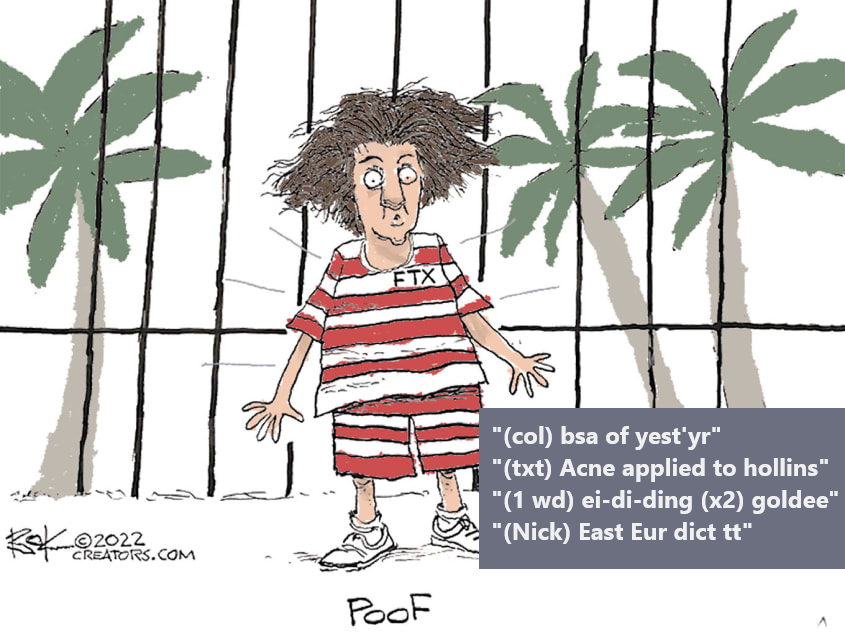 FTX
"(col) bsa of yest'yr"
"(txt) Acne applied to hollins"
"(1 wd) ei-di-ding (x2) goldee"
"(Nick) East Eur dict tt"
BOK ©2022
CREATORS.COM
POOF